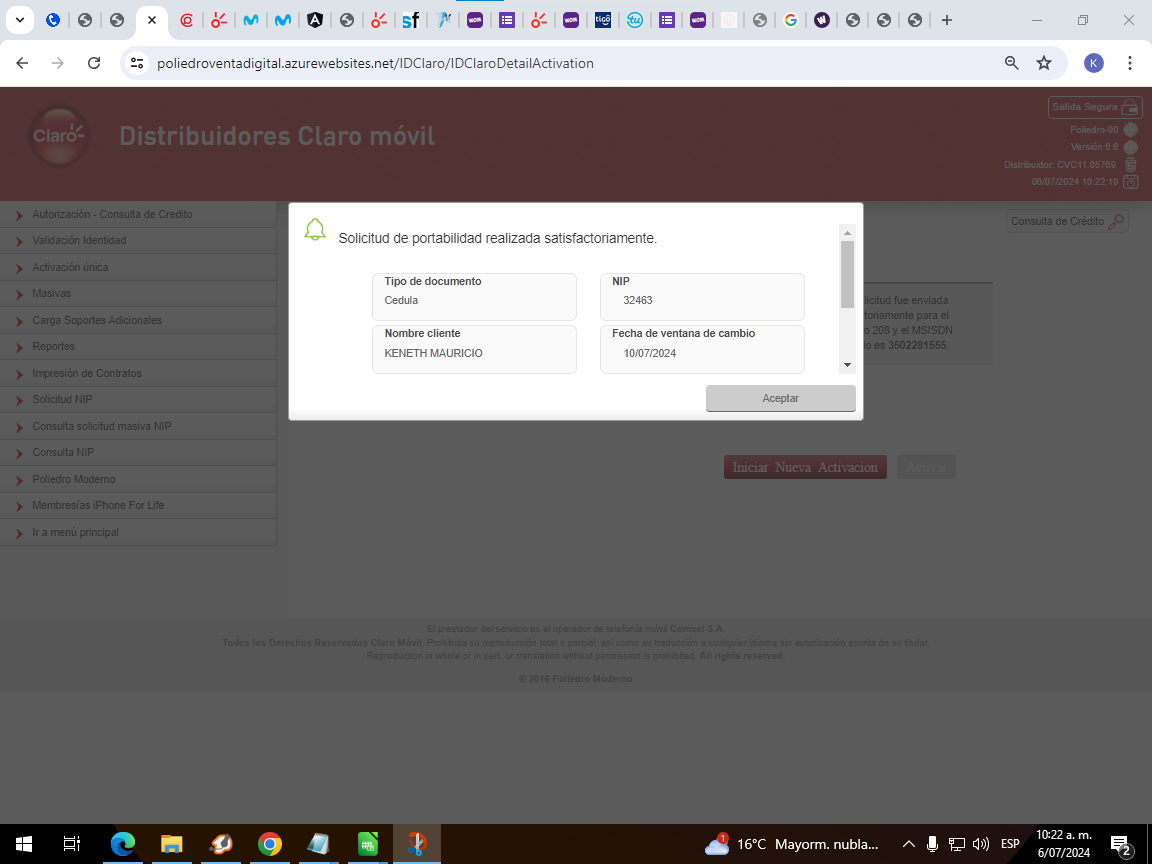 poliedroventadigital.azurewebsites.net/IDClaro/IDClaroDetailActivation
K
Claro
Distribuidores Claro móvil
Salida Segura
Poliedro-00
Versión 6.6
Distribuidor: CVC11.05769
06/07/2024 10:22:19
Autorización - Consulta de Credito
Validación Identidad
Activación única
Masivas
Carga Soportes Adicionales
Reportes
Impresión de Contratos
Solicitud NIP
Consulta solicitud masiva NIP
Consulta NIP
Poliedro Moderno
Membresías iPhone For Life
Ir a menú principal
Consulta de Crédito
Solicitud de portabilidad realizada satisfactoriamente.
Tipo de documento
Cedula
NIP
32463
Nombre cliente
KENETH MAURICIO
Fecha de ventana de cambio
10/07/2024
Aceptar
licitud fue enviada
toriamente para el
o 208 y el MSISDN
do es 3502281555.
Iniciar Nueva Activacion
Activar
El prestador del servicio es el operador de telefonía móvil Comcel S.A.
Todos los Derechos Reservados Claro Móvil. Prohibida su reproducción total o parcial, así como su traducción a cualquier idioma sin autorización escrita de su titular
Reproduction in whole or in part, or translation without permission is prohibited. All rights reserved.
© 2016 Poliedro Moderno
1
16°C Mayorm. nubla...
ESP
10:22 a. m.
6/07/2024
2